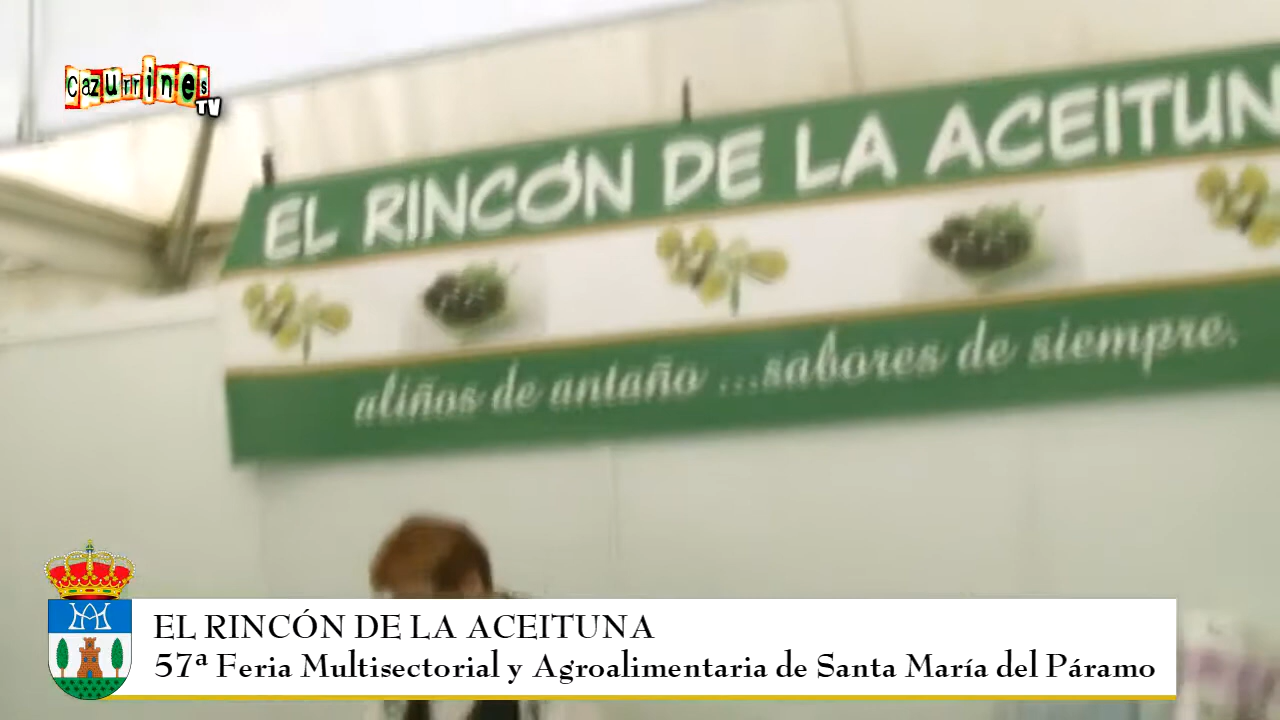 Cazurrines
TV
EL RINCÓN DE LA ACEITUN
aliños de antaño ...sabores de siempre.
EL RINCÓN DE LA ACEITUNA
57ª Feria Multisectorial y Agroalimentaria de Santa María del Páramo